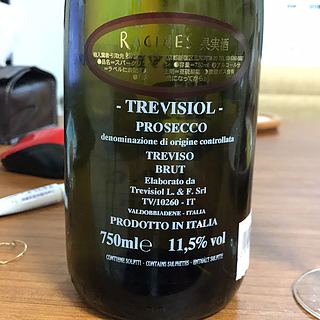 RACINES 果実酒
- TREVISIOL -
PROSECCO
denominazione di origine controllata
TREVISO
BRUT
Elaborato da
Trevisiol L. & F. Srl
TV/10260 - IT
VALDOBBIADENE - ITALIA
PRODOTTO IN ITALIA
750ml℮ 11,5% vol
CONTIENE SOLFITI - CONTAINS SULPHITES - ENTHÄLT SULFITE